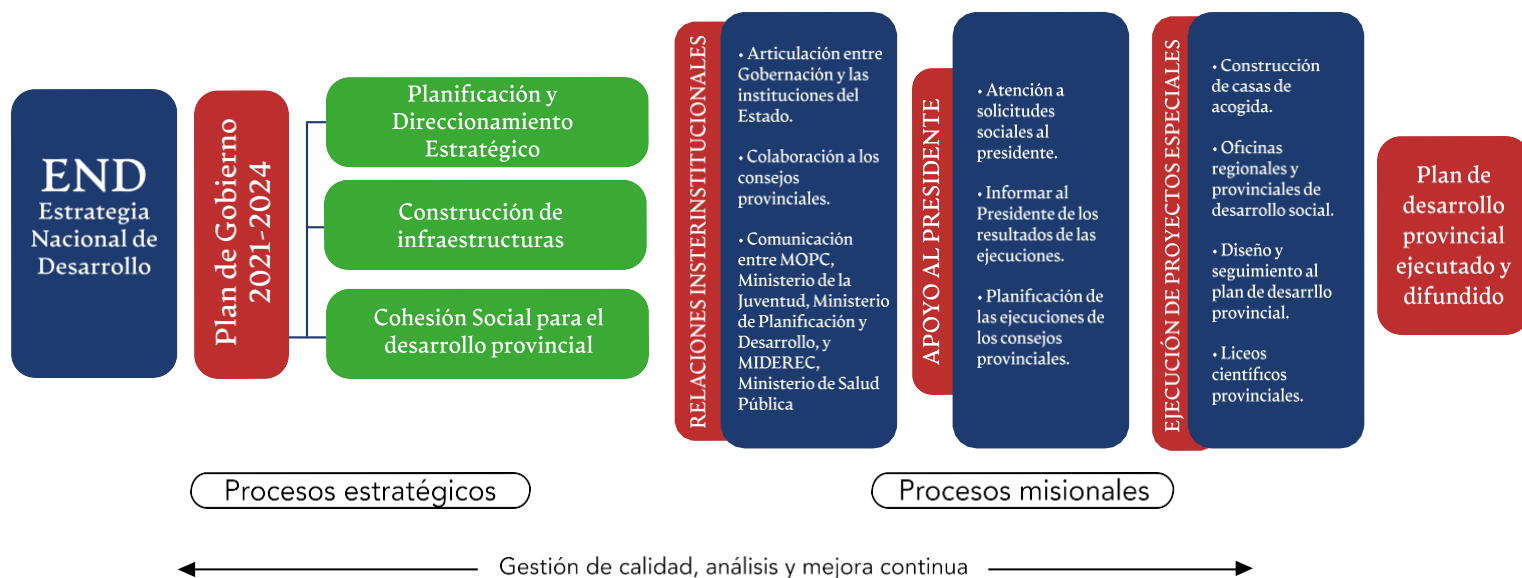 END
Estrategia
Nacional de
Desarrollo
Plan de Gobierno
2021-2024
Planificación y
Direccionamiento
Estratégico
Construcción de
infraestructuras
Cohesión Social para el
desarrollo provincial
RELACIONES INSTERINSTITUCIONALES
• Articulación entre
Gobernación y las
instituciones del
Estado.
• Colaboración a los
consejos
provinciales.
• Comunicación
entre MOPC,
Ministerio de la
Juventud, Ministerio
de Planificación y
Desarrollo, y
MIDEREC,
Ministerio de Salud
Pública
APOYO AL PRESIDENTE
• Atención a
solicitudes
sociales al
presidente.
• Informar al
Presidente de los
resultados de las
ejecuciones.
• Planificación de
las ejecuciones de
los consejos
provinciales.
EJECUCIÓN DE PROYECTOS ESPECIALES
• Construcción
de casas de
acogida.
• Oficinas
regionales y
provinciales de
desarrollo social.
• Diseño y
seguimiento al
plan de desarrllo
provincial.
• Liceos
científicos
provinciales.
Plan de
desarrollo
provincial
ejecutado y
difundido
Procesos estratégicos
Procesos misionales
Gestión de calidad, análisis y mejora continua